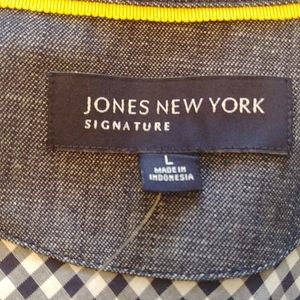 JONES NEW YORK
SIGNATURE
L
MADE IN
INDONESIA